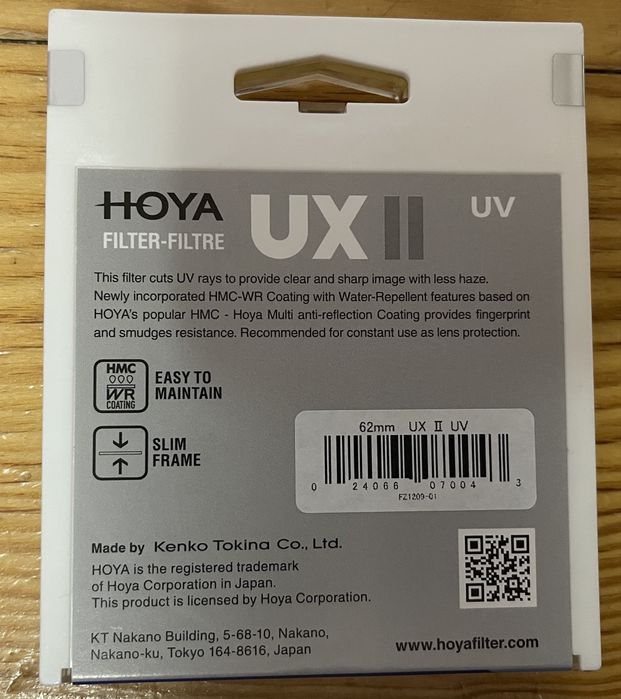 HOYA
FILTER-FILTRE
UX II
UV
This filter cuts UV rays to provide clear and sharp image with less haze.
Newly incorporated HMC-WR Coating with Water-Repellent features based on
HOYA's popular HMC - Hoya Multi anti-reflection Coating provides fingerprint
and smudges resistance. Recommended for constant use as lens protection.
HMC
WR
COATING
EASY TO
MAINTAIN
SLIM
FRAME
62mm UX II UV
0 24066 07004 3
FZ1209-01
Made by Kenko Tokina Co., Ltd.
HOYA is the registered trademark
of Hoya Corporation in Japan.
This product is licensed by Hoya Corporation.
KT Nakano Building, 5-68-10, Nakano,
Nakano-ku, Tokyo 164-8616, Japan
www.hoyafilter.com